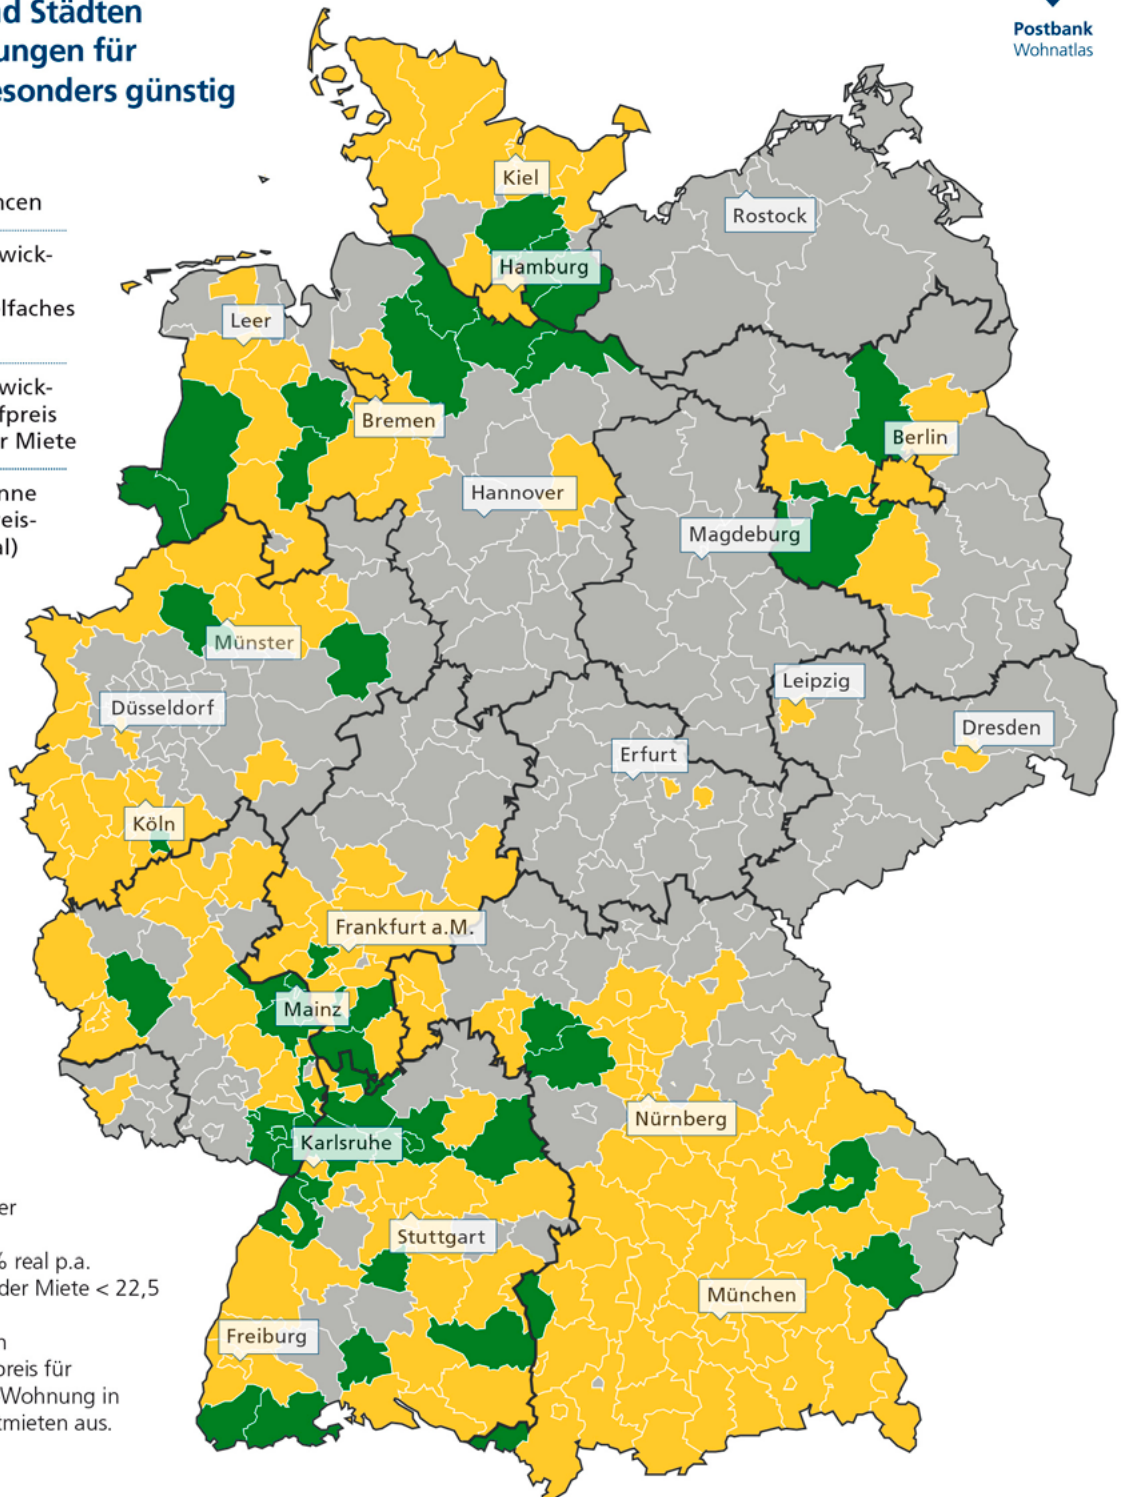 d Städten
ungen für
esonders günstig
Postbank
Wohnatlas
ncen
wick-
lfaches
wick-
fpreis
r Miete
nne
eis-
al)
er
% real p.a.
der Miete < 22,5
n
preis für
Wohnung in
tmieten aus.
Kiel
Rostock
Hamburg
Leer
Bremen
Berlin
Hannover
Magdeburg
Münster
Leipzig
Düsseldorf
Dresden
Erfurt
Köln
Frankfurt a.M.
Mainz
Nürnberg
Karlsruhe
Stuttgart
München
Freiburg